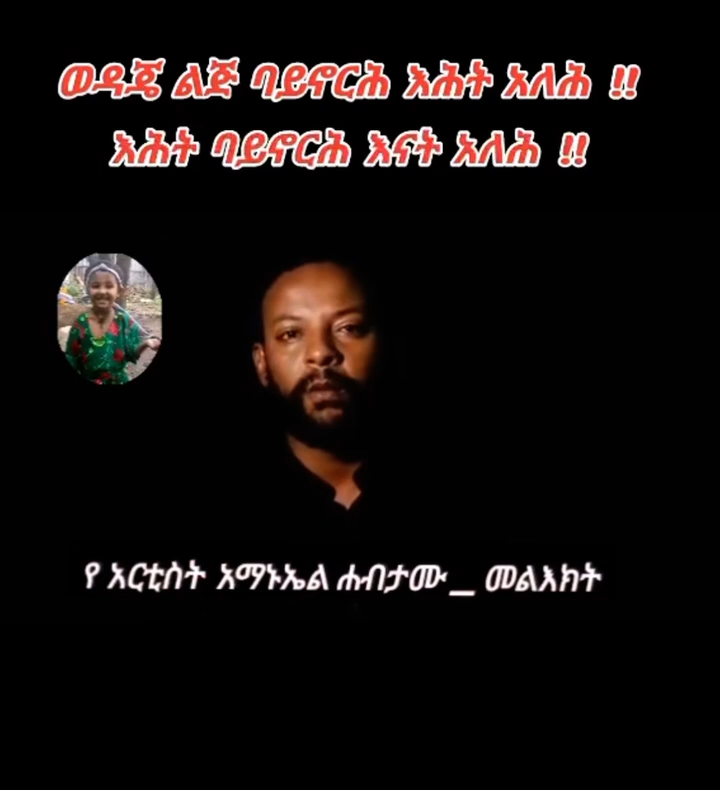 ወዳጄ ልጅ ባይኖርሕ እሕት አለሕ !!
እሕት ባይኖርሕ እናት አለሕ !!
የ አርቲስት አማኑኤል ሐብታሙ _ መልእክት